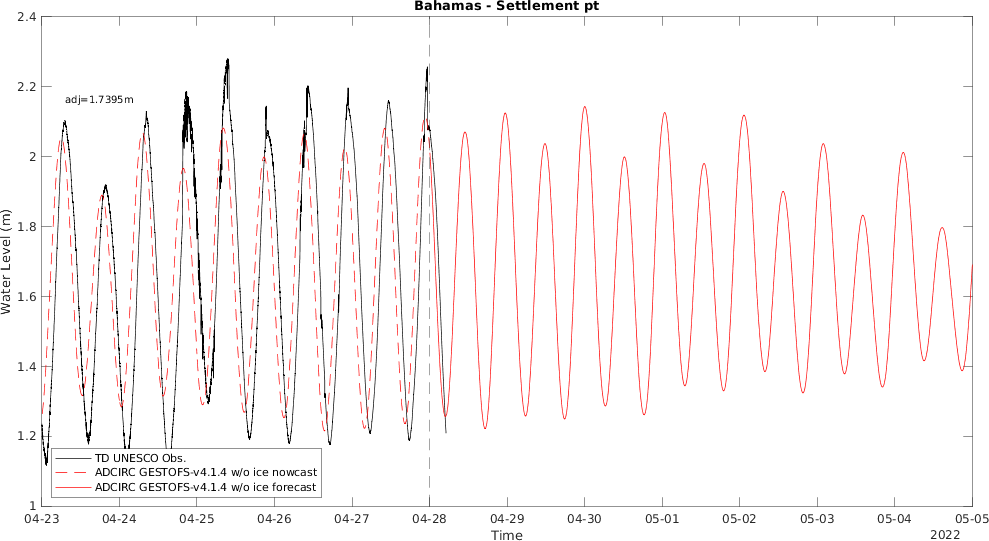 Bahamas - Settlement pt
2.4
2.2
2
1.8
1.6
1.4
1.2
1
Water Level (m)
adj=1.7395m
TD UNESCO Obs.
ADCIRC GESTOFS-v4.1.4 w/o ice nowcast
ADCIRC GESTOFS-v4.1.4 w/o ice forecast
04-23 04-24 04-25 04-26 04-27 04-28 04-29 04-30 05-01 05-02 05-03 05-04 05-05
Time
2022